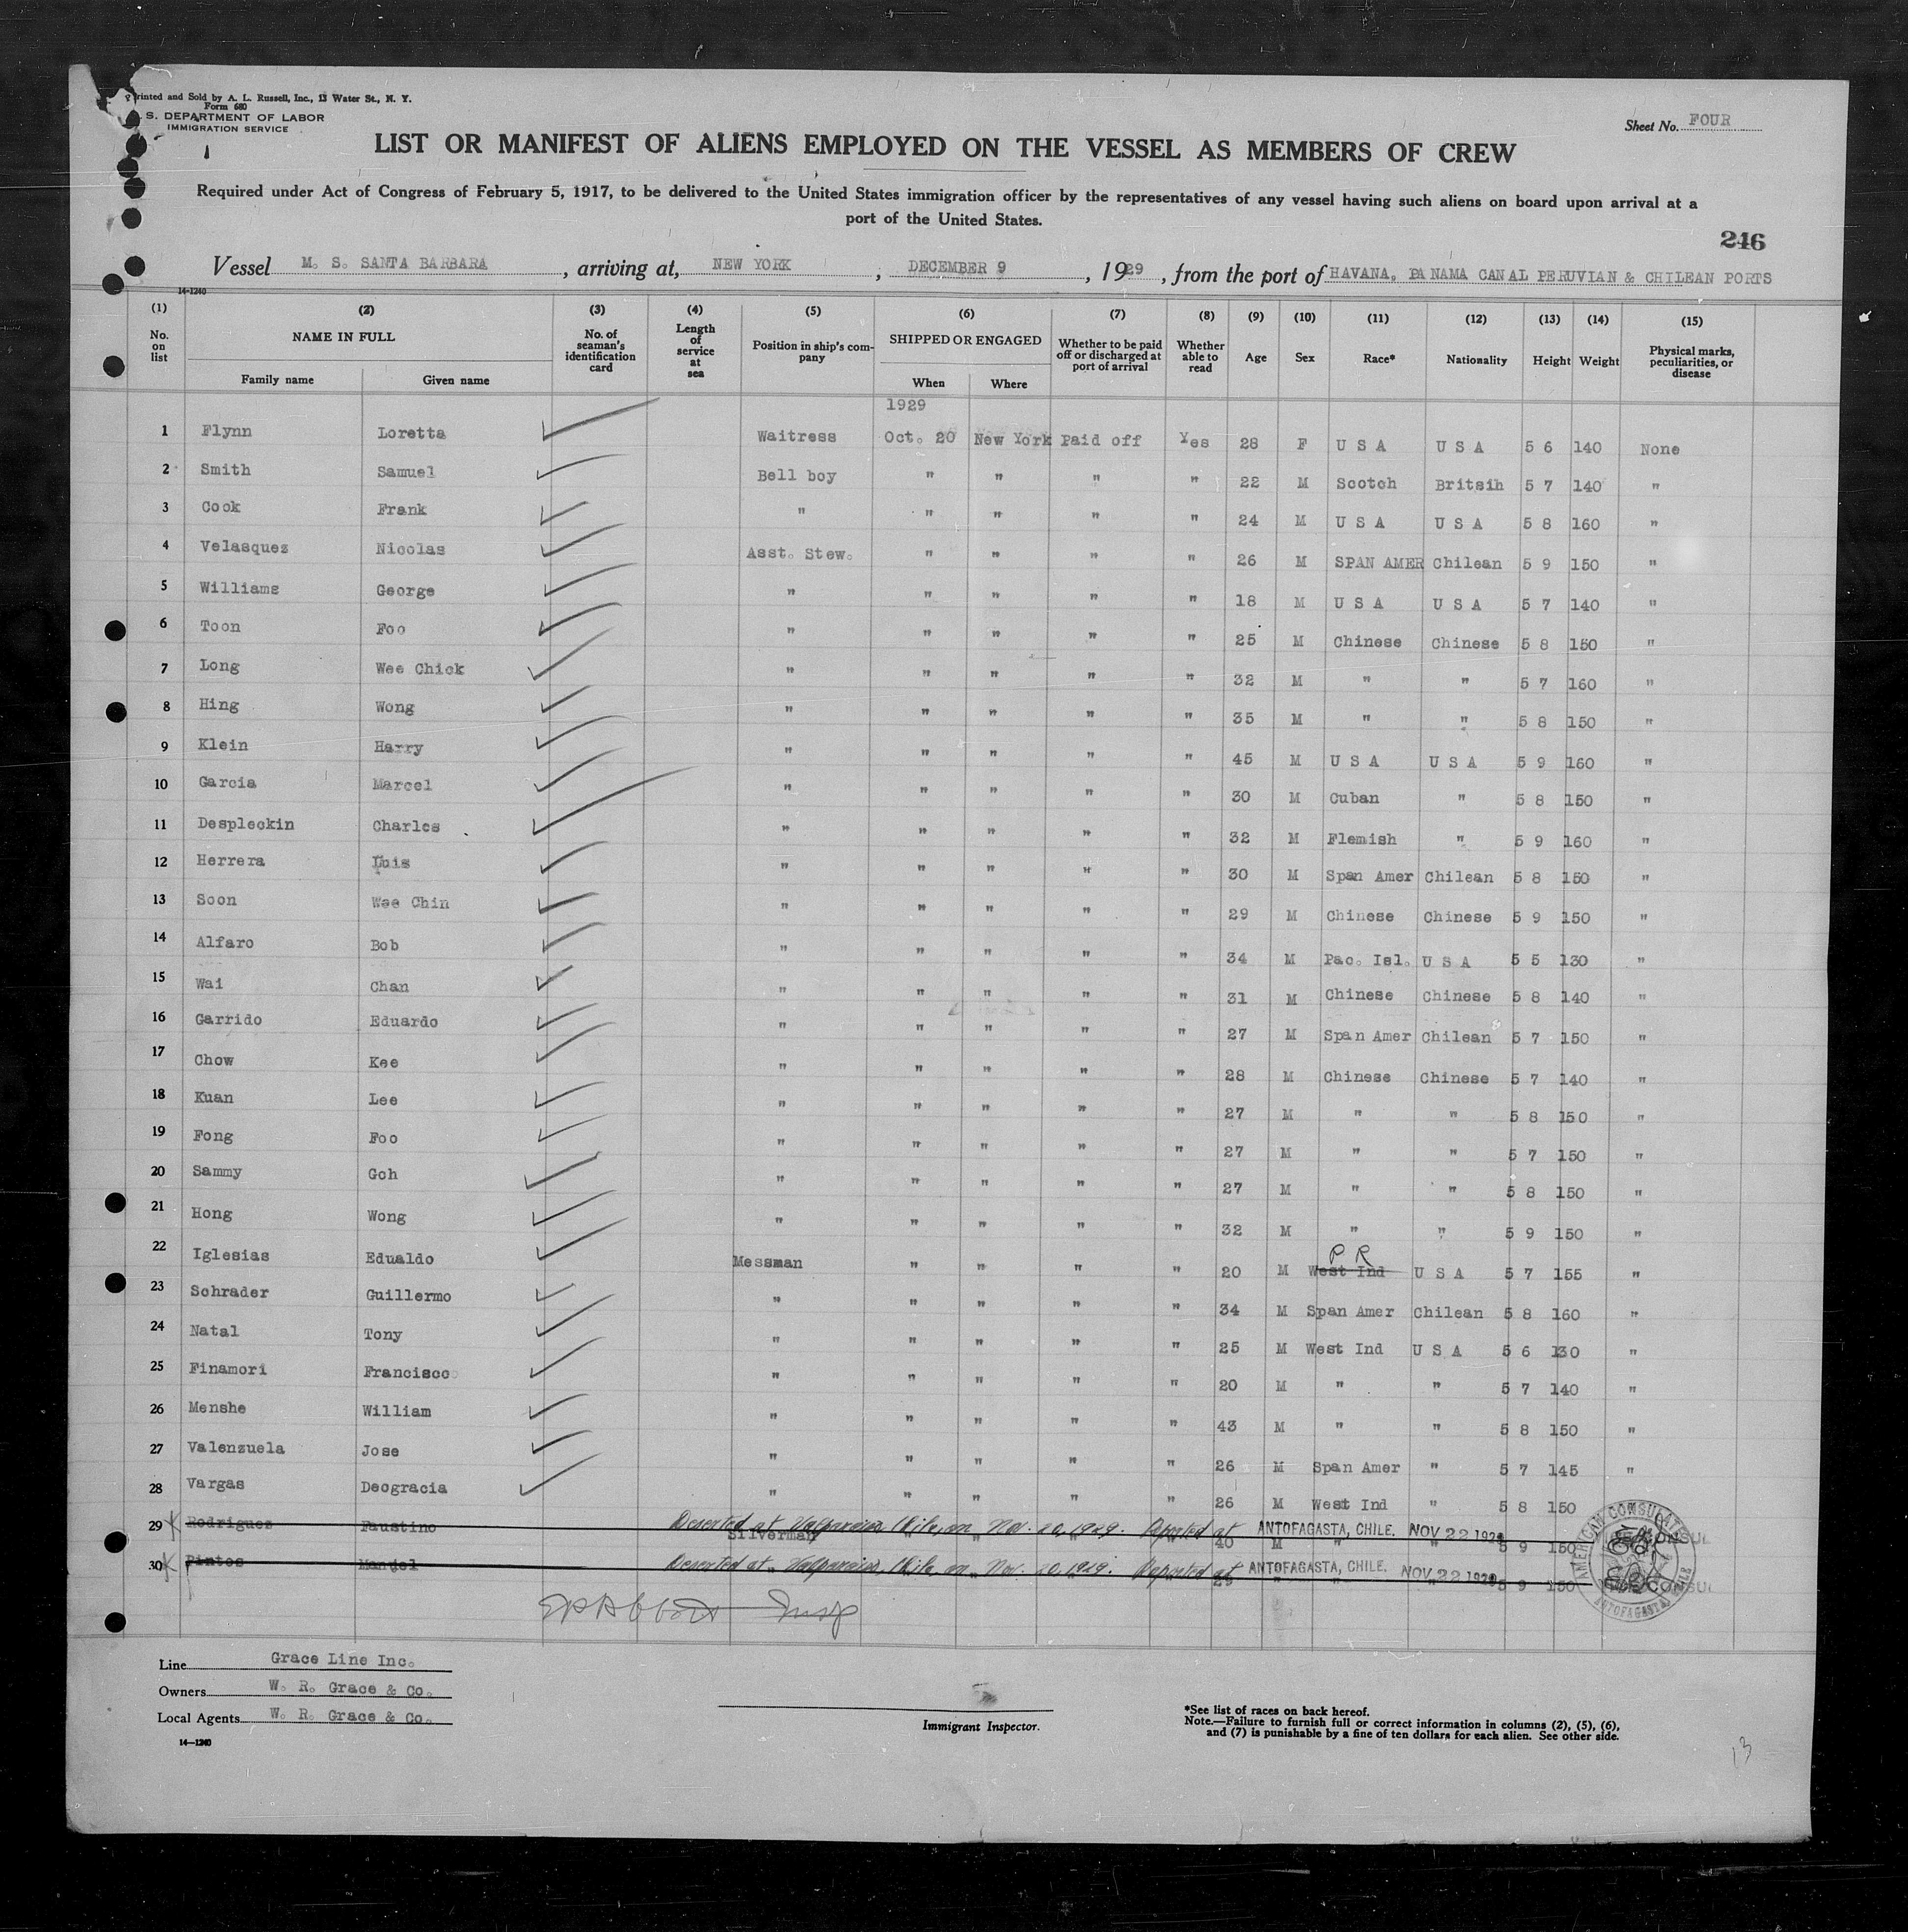 Printed and Sold by A. L. Russell, Inc., 13 Water St., N. Y.
Form 680
S. DEPARTMENT OF LABOR
IMMIGRATION SERVICE
Sheet No. FOUR
LIST OR MANIFEST OF ALIENS EMPLOYED ON THE VESSEL AS MEMBERS OF CREW
Required under Act of Congress of February 5, 1917, to be delivered to the United States immigration officer by the representatives of any vessel having such aliens on board upon arrival at a
port of the United States.
246
Vessel M. S. SANTA BARBARA, arriving at, NEW YORK, DECEMBER 9, 1929, from the port of HAVANA. PANAMA CANAL PERUVIAN & CHILEAN PORTS
14-1240
(1) (2) (3) (4) (5) (6) (7) (8) (9) (10) (11) (12) (13) (14) (15)
No. on list
NAME IN FULL
Family name
Given name
No. of seaman's identification card
Length of service at sea
Position in ship's company
SHIPPED OR ENGAGED
When
Where
Whether to be paid off or discharged at port of arrival
Whether able to read
Age
Sex
Race*
Nationality
Height
Weight
Physical marks, peculiarities, or disease
1929
1 Flynn Loretta Waitress Oct. 20 New York Paid off Yes 28 F U S A U S A 5 6 140 None
2 Smith Samuel Bell boy " " " " 22 M Scotch Britsih 5 7 140 "
3 Cook Frank " " " " " 24 M U S A U S A 5 8 160 "
4 Velasquez Nicolas Asst. Stew. " " " " 26 M SPAN AMER Chilean 5 9 150 "
5 Williams George " " " " " 18 M U S A U S A 5 7 140 "
6 Toon Foo " " " " " 25 M Chinese Chinese 5 8 150 "
7 Long Wee Chick " " " " " 32 M " " 5 7 160 "
8 Hing Wong " " " " " 35 M " " 5 8 150 "
9 Klein Harry " " " " " 45 M U S A U S A 5 9 160 "
10 Garcia Marcel " " " " " 30 M Cuban " 5 8 150 "
11 Despleckin Charles " " " " " 32 M Flemish " 5 9 160 "
12 Herrera Luis " " " " " 30 M Span Amer Chilean 5 8 150 "
13 Soon Wee Chin " " " " " 29 M Chinese Chinese 5 9 150 "
14 Alfaro Bob " " " " " 34 M Pac. Isl. U S A 5 5 130 "
15 Wai Chan " " " " " 31 M Chinese Chinese 5 8 140 "
16 Garrido Eduardo " " " " " 27 M Span Amer Chilean 5 7 150 "
17 Chow Kee " " " " " 28 M Chinese Chinese 5 7 140 "
18 Kuan Lee " " " " " 27 M " " 5 8 150 "
19 Fong Foo " " " " " 27 M " " 5 7 150 "
20 Sammy Goh " " " " " 27 M " " 5 8 150 "
21 Hong Wong " " " " " 32 M " " 5 9 150 "
P R
22 Iglesias Edualdo Messman " " " " 20 M West Ind U S A 5 7 155 "
23 Schrader Guillermo " " " " " 34 M Span Amer Chilean 5 8 160 "
24 Natal Tony " " " " " 25 M West Ind U S A 5 6 130 "
25 Finamori Francisco " " " " " 20 M " " 5 7 140 "
26 Menshe William " " " " " 43 M " " 5 8 150 "
27 Valenzuela Jose " " " " " 26 M Span Amer " 5 7 145 "
28 Vargas Deogracia " " " " " 26 M West Ind " 5 8 150 "
29 Rodriguez Faustino Silverman 40 M " " 5 9 150
Deserted at Valparaiso, Chile, on Nov. 20, 1929. Reported at ANTOFAGASTA, CHILE. NOV 22 1929
30 Pintos Manuel 29 " " 5 9 150
Deserted at Valparaiso, Chile, on Nov. 20, 1929. Reported at ANTOFAGASTA, CHILE. NOV 22 1929
AMERICAN CONSULATE ANTOFAGASTA, CHILE
Insp
Line Grace Line Inc.
Owners W. R. Grace & Co.
Local Agents W. R. Grace & Co.
14-1240
Immigrant Inspector.
*See list of races on back hereof.
Note.—Failure to furnish full or correct information in columns (2), (5), (6),
and (7) is punishable by a fine of ten dollars for each alien. See other side.
13